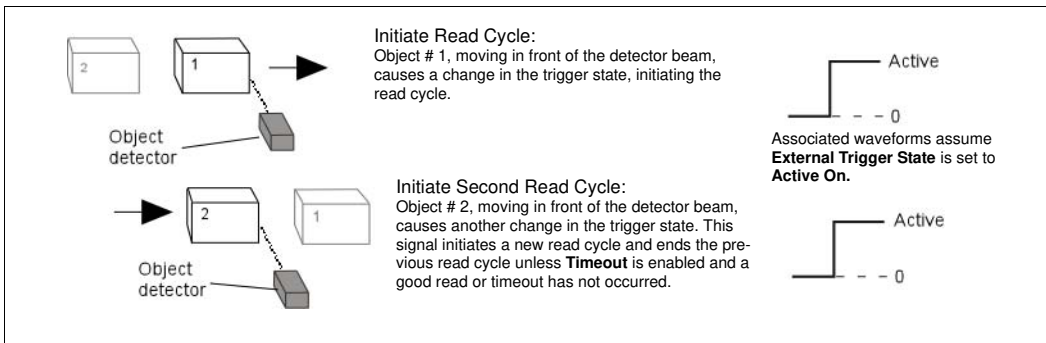 Initiate Read Cycle:
Object # 1, moving in front of the detector beam,
causes a change in the trigger state, initiating the
read cycle.
2
1
Object
detector
Active
0
Associated waveforms assume
External Trigger State is set to
Active On.
Initiate Second Read Cycle:
Object # 2, moving in front of the detector beam,
causes another change in the trigger state. This
signal initiates a new read cycle and ends the pre-
vious read cycle unless Timeout is enabled and a
good read or timeout has not occurred.
2
1
Object
detector
Active
0